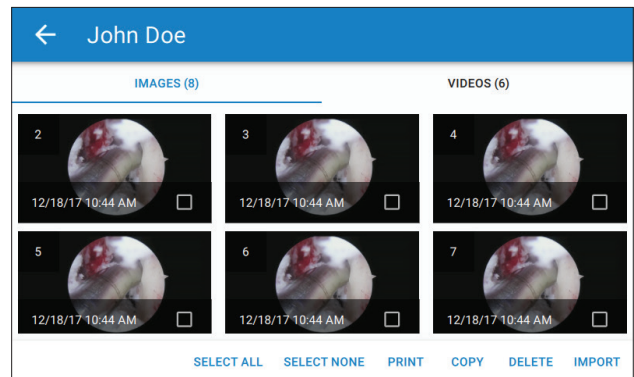 John Doe
IMAGES (8) VIDEOS (6)
2 3 4
12/18/17 10:44 AM 12/18/17 10:44 AM 12/18/17 10:44 AM
5 6 7
12/18/17 10:44 AM 12/18/17 10:44 AM 12/18/17 10:44 AM
SELECT ALL SELECT NONE PRINT COPY DELETE IMPORT